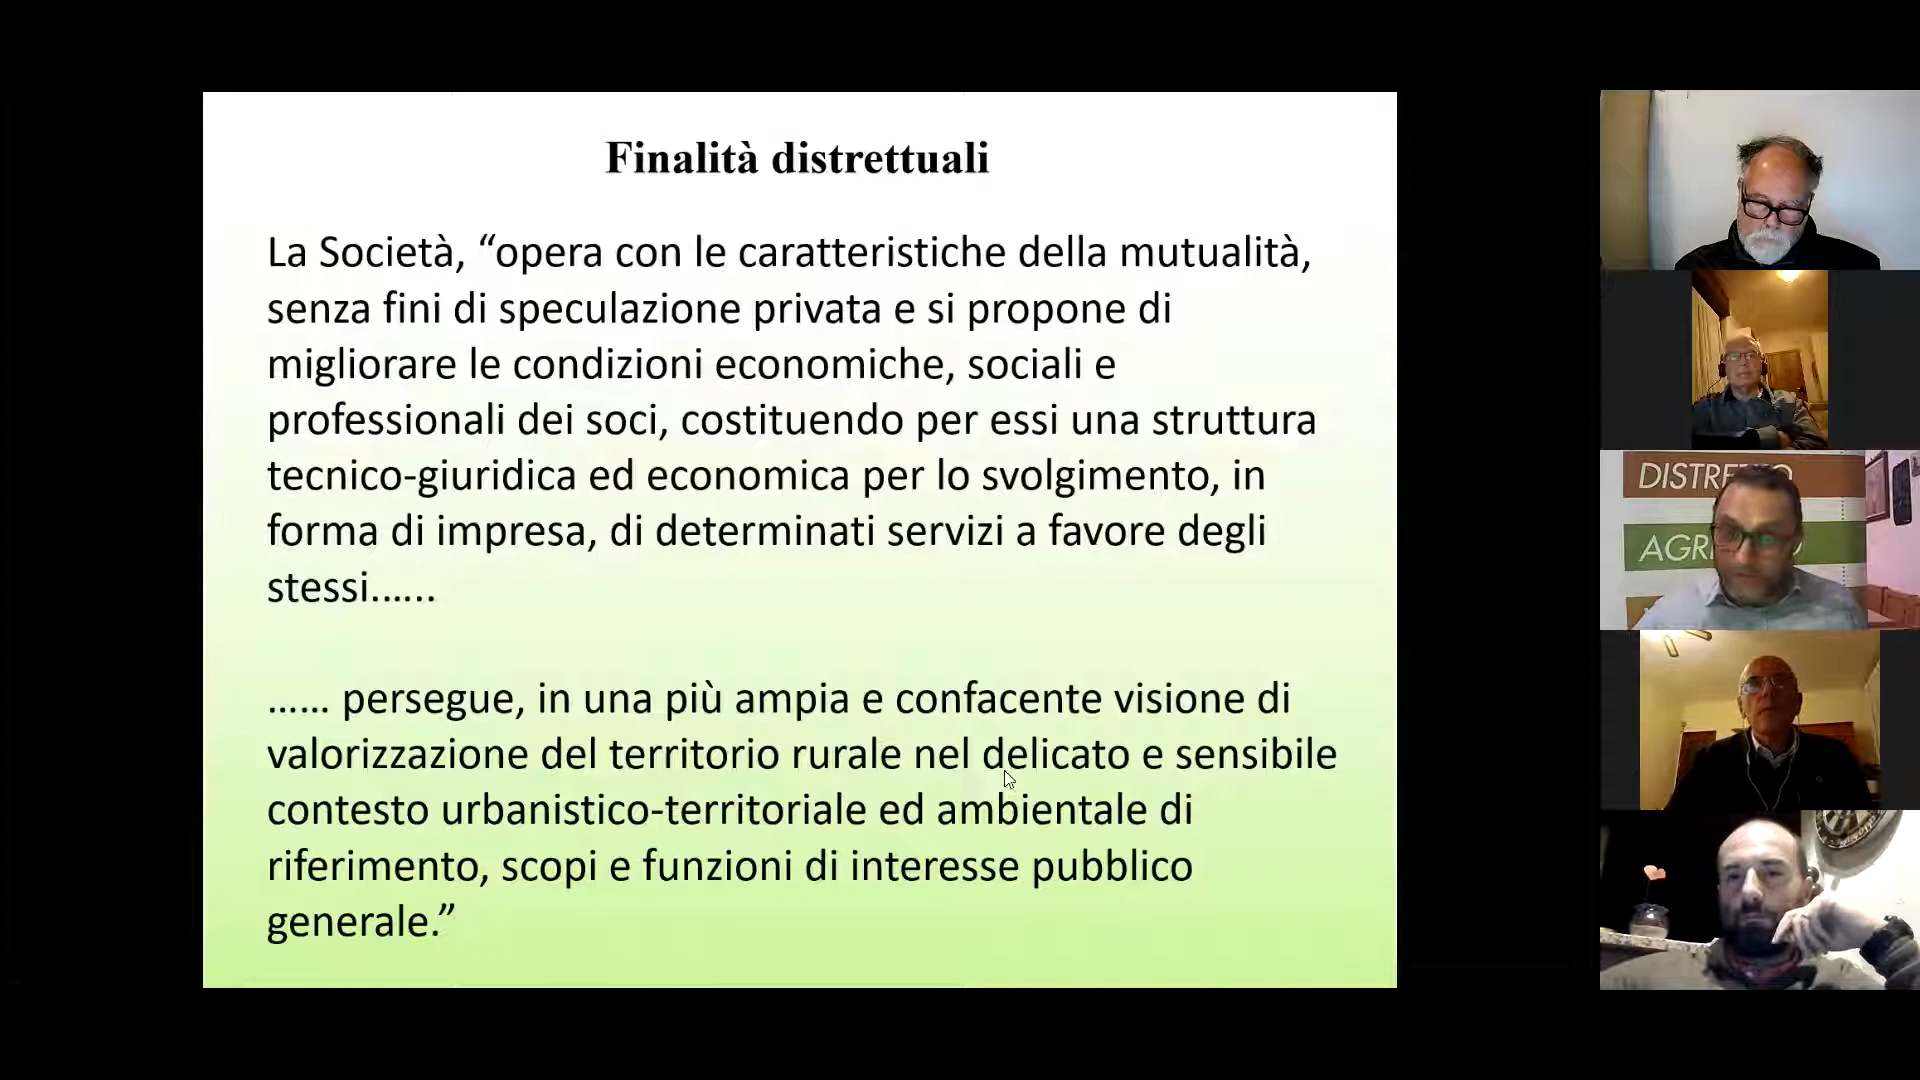 Finalità distrettuali
La Società, “opera con le caratteristiche della mutualità,
senza fini di speculazione privata e si propone di
migliorare le condizioni economiche, sociali e
professionali dei soci, costituendo per essi una struttura
tecnico-giuridica ed economica per lo svolgimento, in
forma di impresa, di determinati servizi a favore degli
stessi……
…… persegue, in una più ampia e confacente visione di
valorizzazione del territorio rurale nel delicato e sensibile
contesto urbanistico-territoriale ed ambientale di
riferimento, scopi e funzioni di interesse pubblico
generale.”